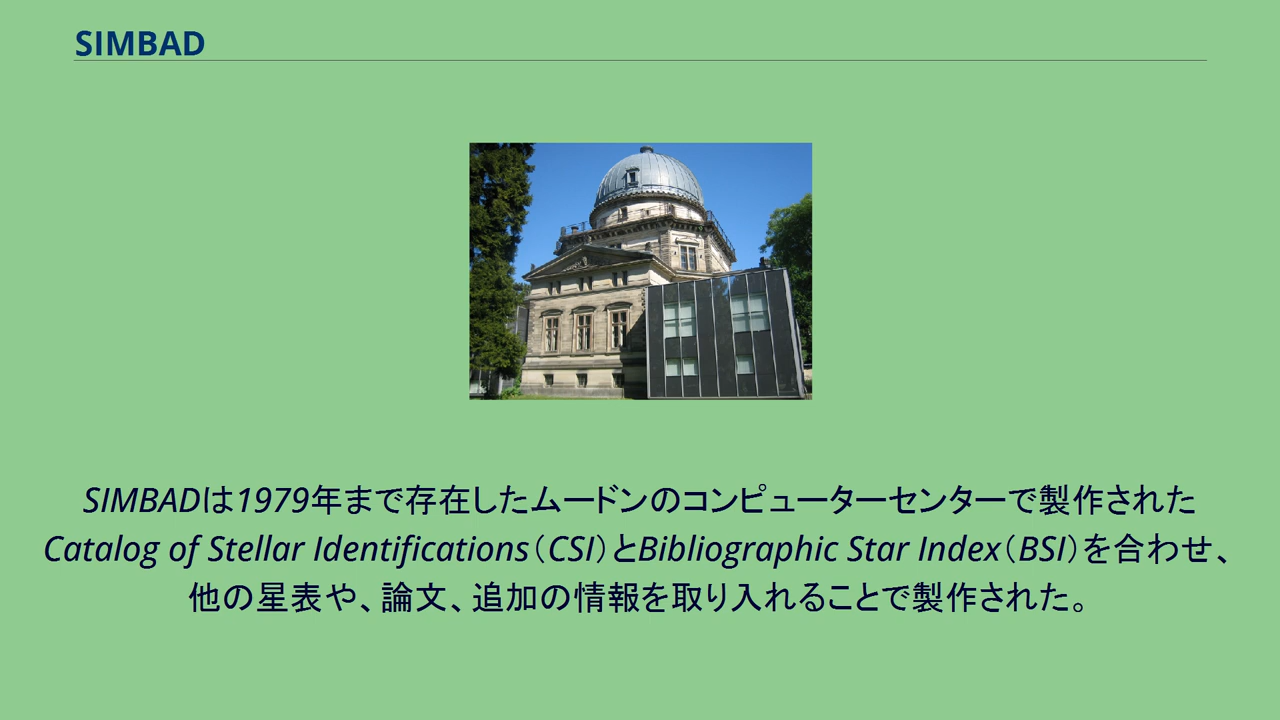 SIMBAD
SIMBADは1979年まで存在したムードンのコンピューターセンターで製作された
Catalog of Stellar Identifications（CSI）とBibliographic Star Index（BSI）を合わせ、
他の星表や、論文、追加の情報を取り入れることで製作された。